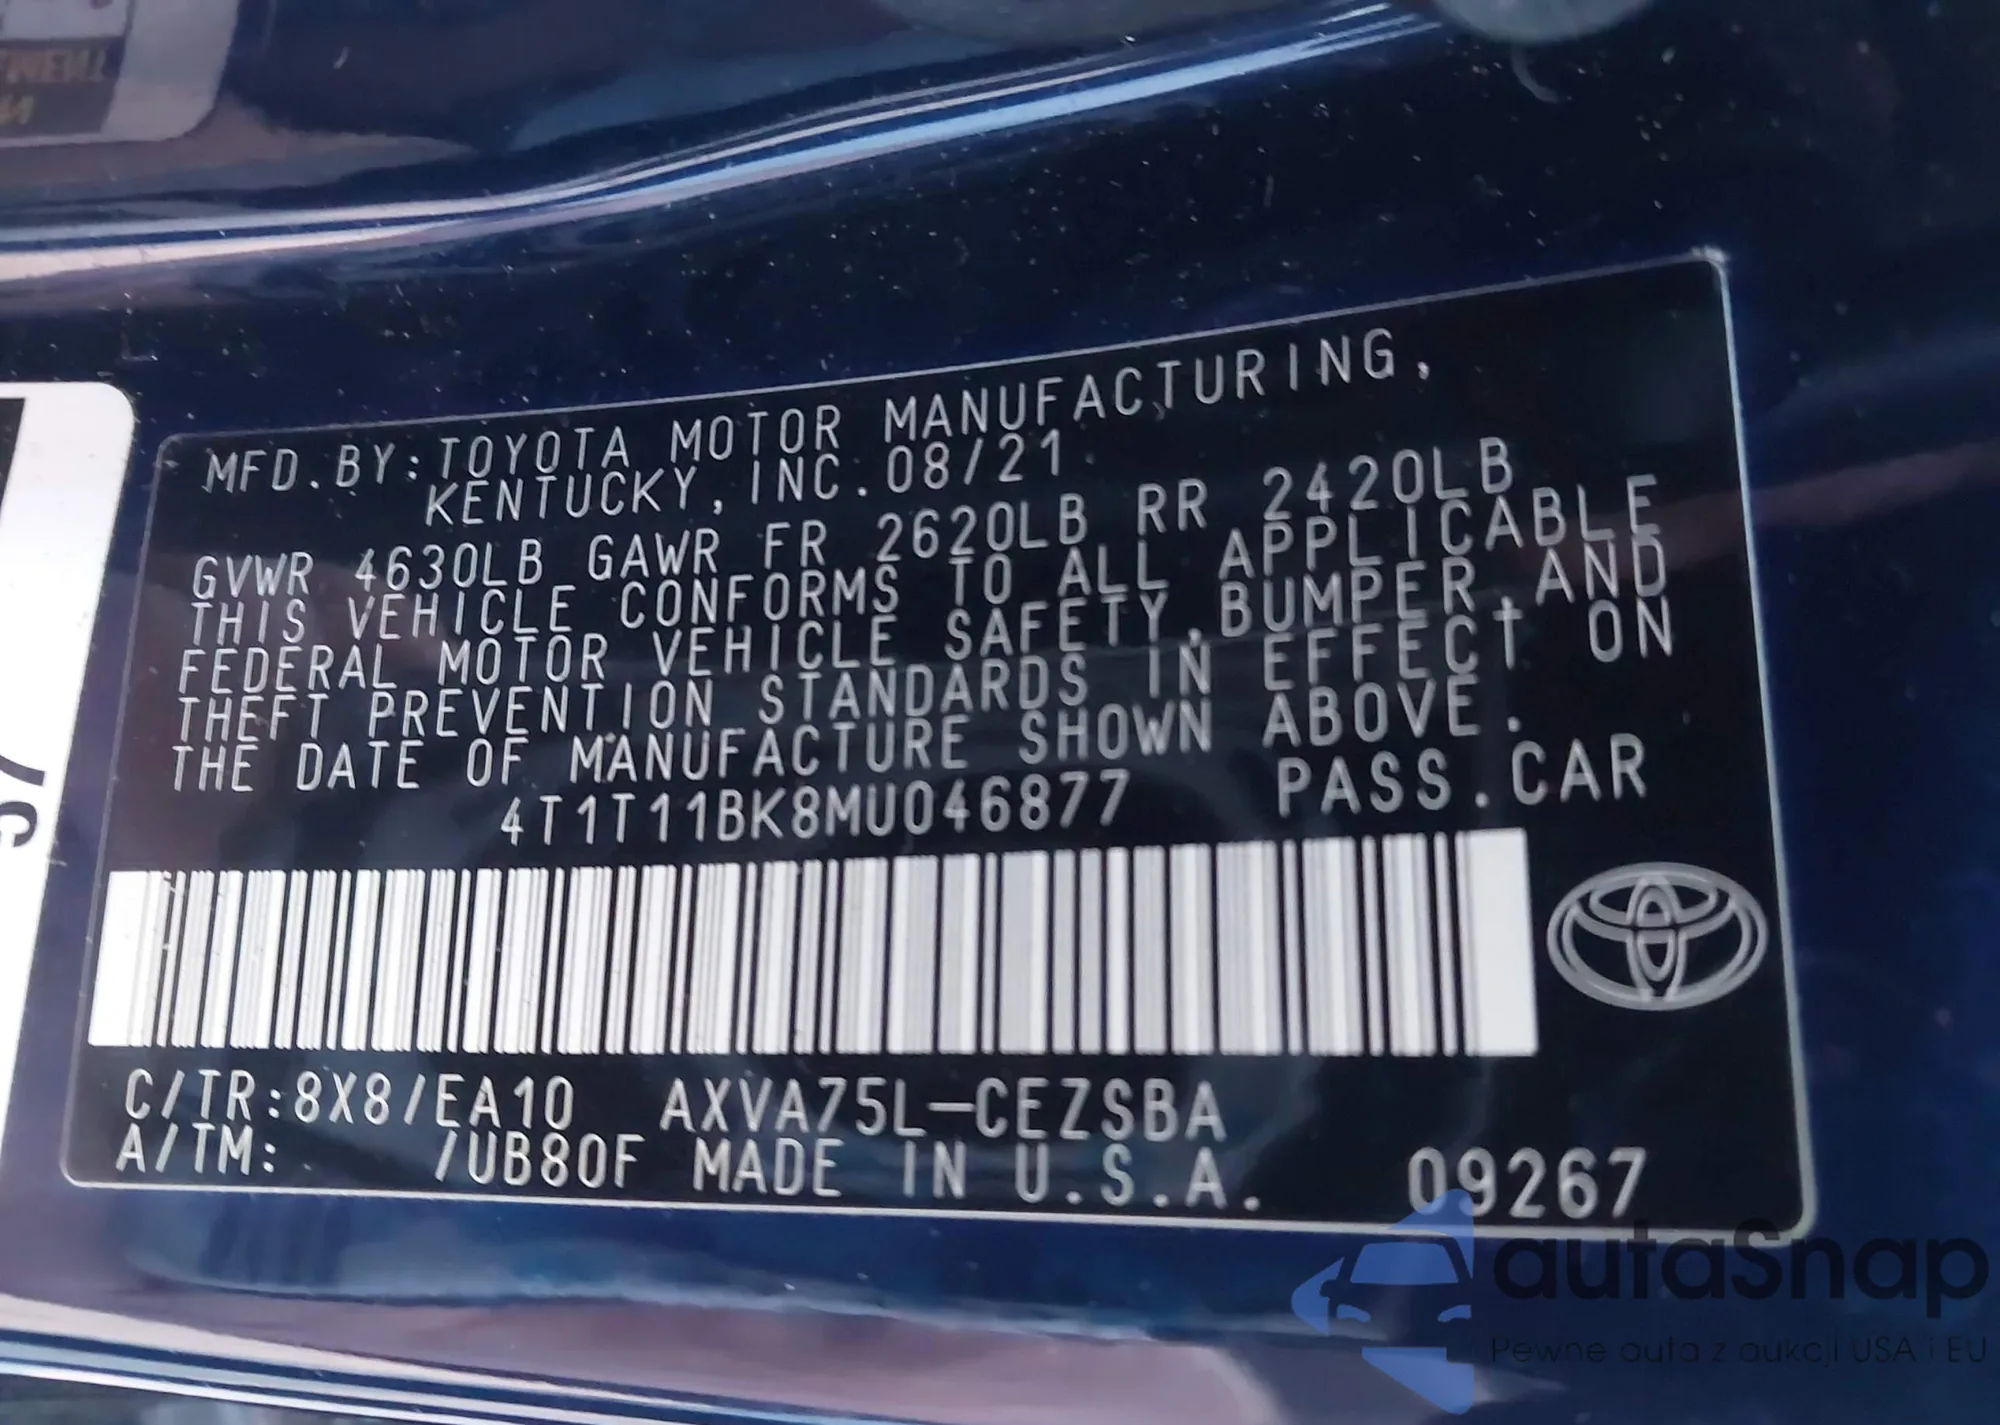 MFD.BY:TOYOTA MOTOR MANUFACTURING,
KENTUCKY, INC.08/21
GVWR 4630LB GAWR FR 2620LB RR 2420LB
THIS VEHICLE CONFORMS TO ALL APPLICABLE
FEDERAL MOTOR VEHICLE SAFETY,BUMPER,AND
THEFT PREVENTION STANDARDS IN EFFECT ON
THE DATE OF MANUFACTURE SHOWN ABOVE.
4T1T11BK8MU046877 PASS.CAR
C/TR:8X8/EA10 AXVA75L-CEZSBA
A/TM: /UB80F MADE IN U.S.A. 09267
autaSnap
Pewne auta z aukcji USA i EU